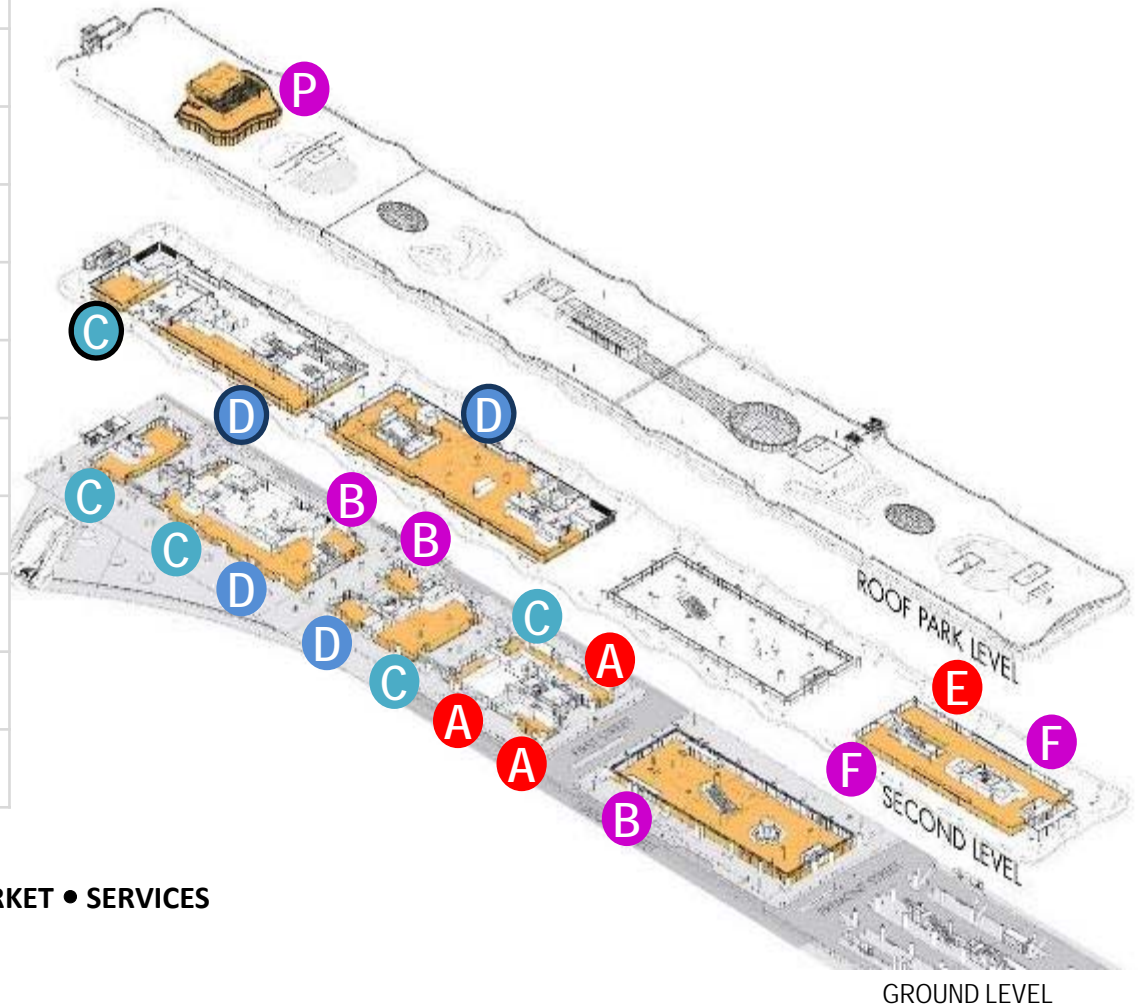 P
C
D
D
C
B
B
C
D
C
D
A
C
A
A
ROOF PARK LEVEL
E
F
F
B
SECOND LEVEL
RKET • SERVICES
GROUND LEVEL